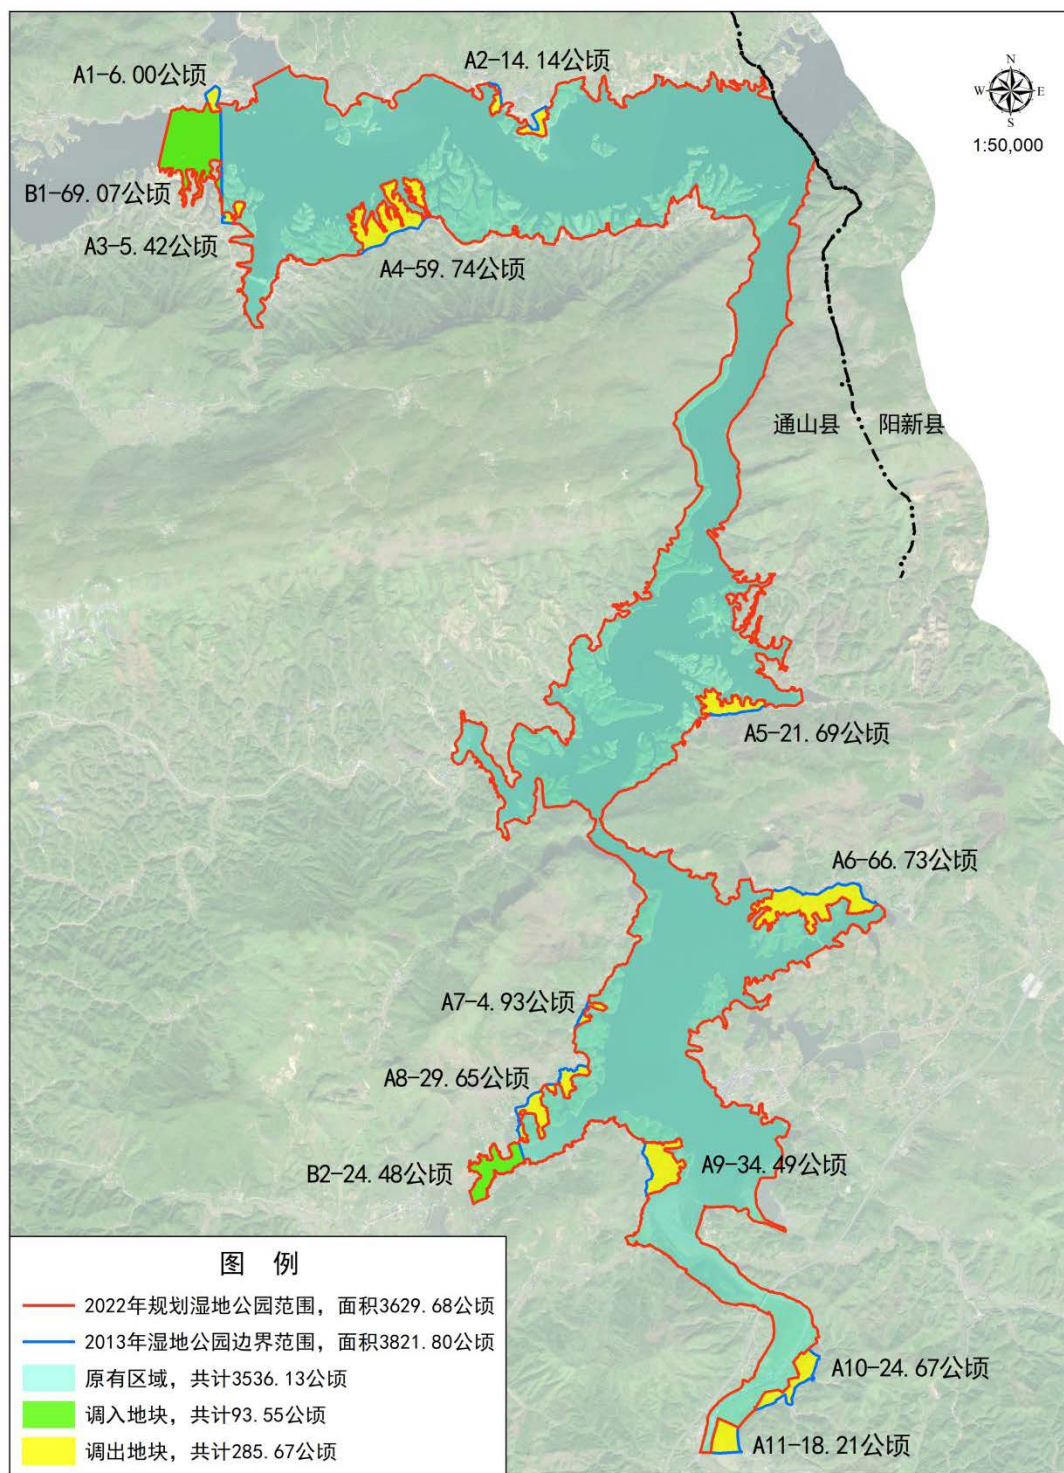 A1-6.00公顷
A2-14.14公顷
N
W
E
S
1:50,000
B1-69.07公顷
A3-5.42公顷
A4-59.74公顷
通山县
阳新县
A5-21.69公顷
A6-66.73公顷
A7-4.93公顷
A8-29.65公顷
B2-24.48公顷
A9-34.49公顷
A10-24.67公顷
A11-18.21公顷
图 例
2022年规划湿地公园范围，面积3629.68公顷
2013年湿地公园边界范围，面积3821.80公顷
原有区域，共计3536.13公顷
调入地块，共计93.55公顷
调出地块，共计285.67公顷